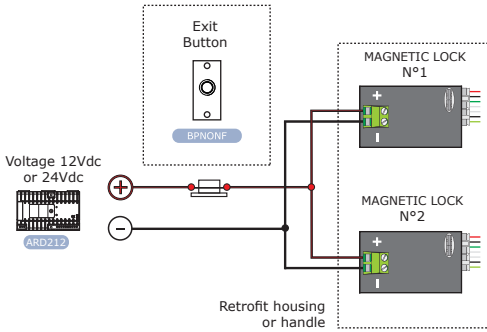 Exit
Button
BPNONF
MAGNETIC LOCK
N°1
+
Voltage 12Vdc
or 24Vdc
+
ARD212
-
MAGNETIC LOCK
N°2
+
-
Retrofit housing
or handle